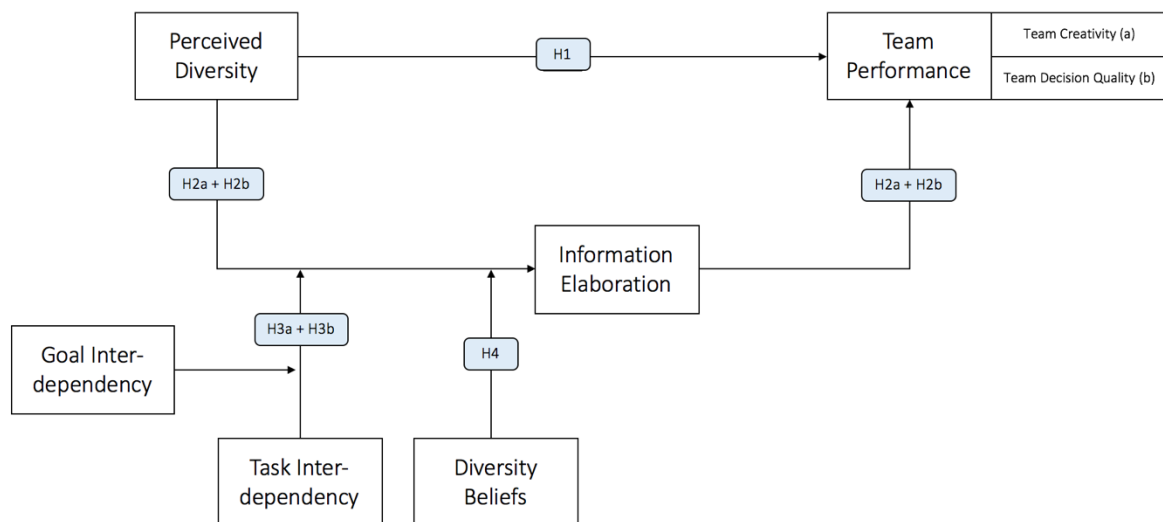 Perceived
Diversity
H1
Team
Performance
Team Creativity (a)
Team Decision Quality (b)
H2a + H2b
H2a + H2b
Information
Elaboration
H3a + H3b
H4
Goal Inter-
dependency
Task Inter-
dependency
Diversity
Beliefs